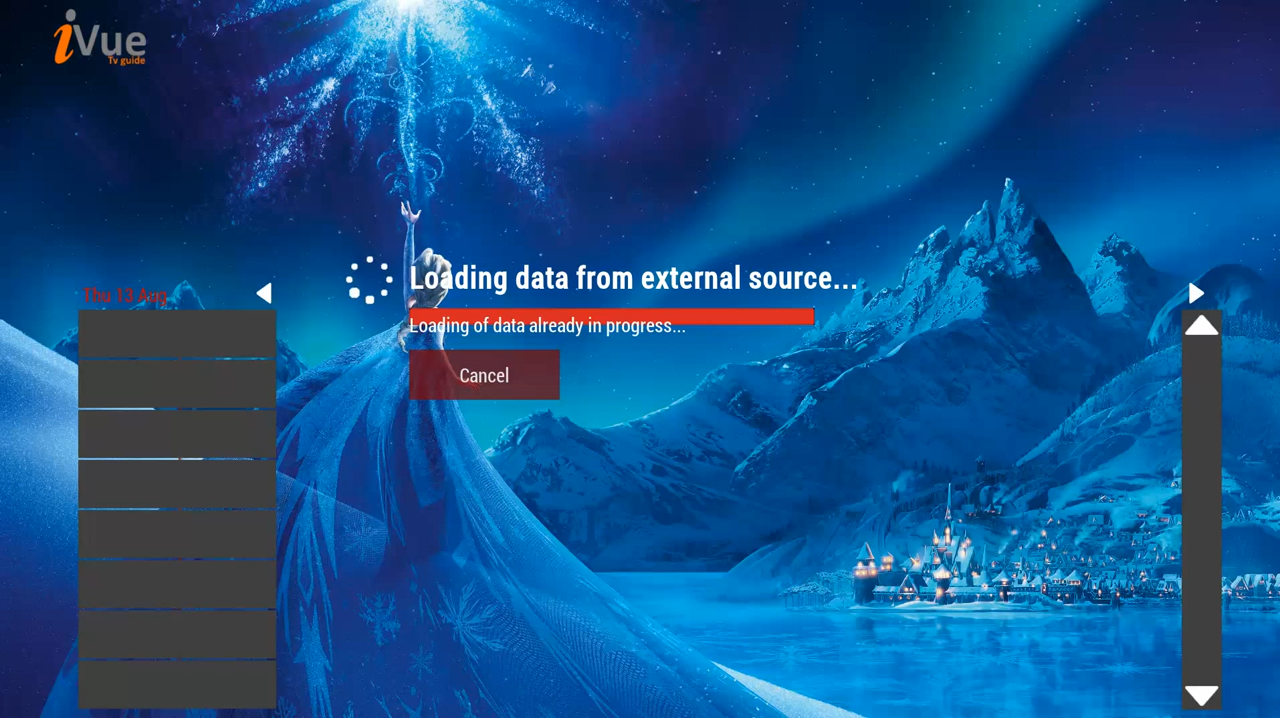 iVue
Tv guide
Loading data from external source...
Thu 13 Aug
Loading of data already in progress...
Cancel